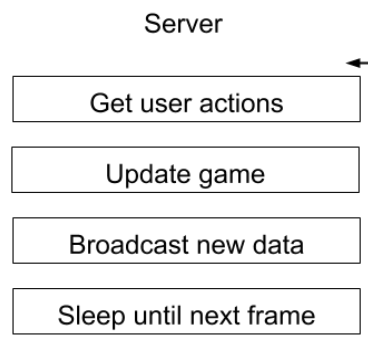 Server
Get user actions
Update game
Broadcast new data
Sleep until next frame